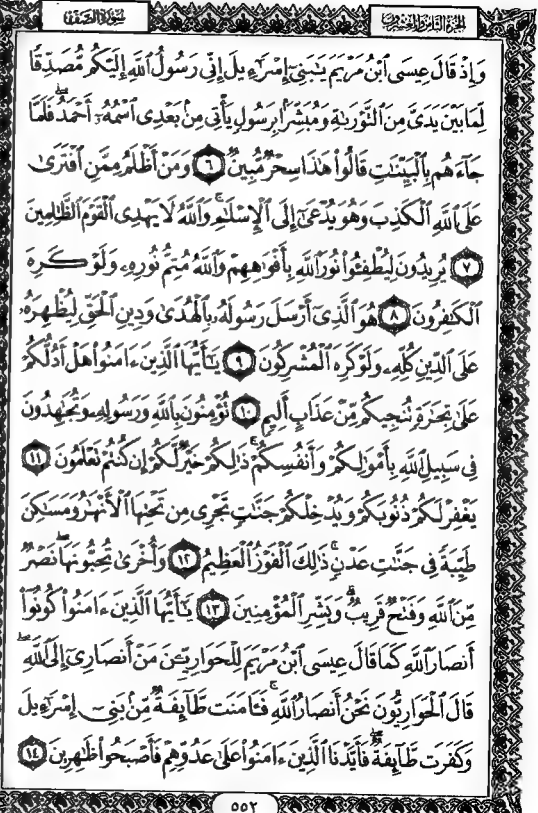 الجزء الثامن والعشرون
سورة الصف
وَإِذْ قَالَ عِيسَى ٱبْنُ مَرْيَمَ يَـٰبَنِىٓ إِسْرَٰٓءِيلَ إِنِّى رَسُولُ ٱللَّهِ إِلَيْكُم مُّصَدِّقًا
لِّمَا بَيْنَ يَدَىَّ مِنَ ٱلتَّوْرَىٰةِ وَمُبَشِّرًۢا بِرَسُولٍ يَأْتِى مِنۢ بَعْدِى ٱسْمُهُۥٓ أَحْمَدُ ۖ فَلَمَّا
جَآءَهُم بِٱلْبَيِّنَـٰتِ قَالُوا۟ هَـٰذَا سِحْرٌ مُّبِينٌ ٦ وَمَنْ أَظْلَمُ مِمَّنِ ٱفْتَرَىٰ
عَلَى ٱللَّهِ ٱلْكَذِبَ وَهُوَ يُدْعَىٰٓ إِلَى ٱلْإِسْلَـٰمِ ۚ وَٱللَّهُ لَا يَهْدِى ٱلْقَوْمَ ٱلظَّـٰلِمِينَ
٧ يُرِيدُونَ لِيُطْفِـُٔوا۟ نُورَ ٱللَّهِ بِأَفْوَٰهِهِمْ وَٱللَّهُ مُتِمُّ نُورِهِۦ وَلَوْ كَرِهَ
ٱلْكَـٰفِرُونَ ٨ هُوَ ٱلَّذِىٓ أَرْسَلَ رَسُولَهُۥ بِٱلْهُدَىٰ وَدِينِ ٱلْحَقِّ لِيُظْهِرَهُۥ
عَلَى ٱلدِّينِ كُلِّهِۦ وَلَوْ كَرِهَ ٱلْمُشْرِكُونَ ٩ يَـٰٓأَيُّهَا ٱلَّذِينَ ءَامَنُوا۟ هَلْ أَدُلُّكُمْ
عَلَىٰ تِجَـٰرَةٍ تُنجِيكُم مِّنْ عَذَابٍ أَلِيمٍ ١٠ تُؤْمِنُونَ بِٱللَّهِ وَرَسُولِهِۦ وَتُجَـٰهِدُونَ
فِى سَبِيلِ ٱللَّهِ بِأَمْوَٰلِكُمْ وَأَنفُسِكُمْ ۚ ذَٰلِكُمْ خَيْرٌ لَّكُمْ إِن كُنتُمْ تَعْلَمُونَ ١١
يَغْفِرْ لَكُمْ ذُنُوبَكُمْ وَيُدْخِلْكُمْ جَنَّـٰتٍ تَجْرِى مِن تَحْتِهَا ٱلْأَنْهَـٰرُ وَمَسَـٰكِنَ
طَيِّبَةً فِى جَنَّـٰتِ عَدْنٍ ۚ ذَٰلِكَ ٱلْفَوْزُ ٱلْعَظِيمُ ١٢ وَأُخْرَىٰ تُحِبُّونَهَا ۖ نَصْرٌ
مِّنَ ٱللَّهِ وَفَتْحٌ قَرِيبٌ ۗ وَبَشِّرِ ٱلْمُؤْمِنِينَ ١٣ يَـٰٓأَيُّهَا ٱلَّذِينَ ءَامَنُوا۟ كُونُوٓا۟
أَنصَارَ ٱللَّهِ كَمَا قَالَ عِيسَى ٱبْنُ مَرْيَمَ لِلْحَوَارِيِّـۧنَ مَنْ أَنصَارِىٓ إِلَى ٱللَّهِ ۖ
قَالَ ٱلْحَوَارِيُّونَ نَحْنُ أَنصَارُ ٱللَّهِ ۖ فَـَٔامَنَت طَّآئِفَةٌ مِّنۢ بَنِىٓ إِسْرَٰٓءِيلَ
وَكَفَرَت طَّآئِفَةٌ ۖ فَأَيَّدْنَا ٱلَّذِينَ ءَامَنُوا۟ عَلَىٰ عَدُوِّهِمْ فَأَصْبَحُوا۟ ظَـٰهِرِينَ ١٤
٥٥٢